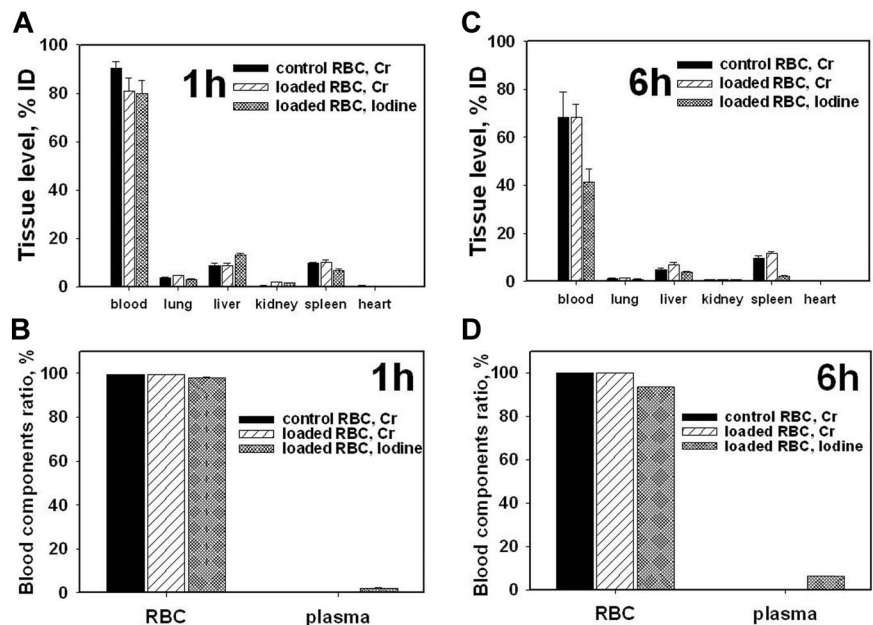 A
Tissue level, % ID
100
80
60
40
20
0
1h
control RBC, Cr
loaded RBC, Cr
loaded RBC, Iodine
blood lung liver kidney spleen heart
B
Blood components ratio, %
100
80
60
40
20
0
1h
control RBC, Cr
loaded RBC, Cr
loaded RBC, Iodine
RBC plasma
C
Tissue level, % ID
100
80
60
40
20
0
6h
control RBC, Cr
loaded RBC, Cr
loaded RBC, Iodine
blood lung liver kidney spleen heart
D
Blood components ratio, %
100
80
60
40
20
0
6h
control RBC, Cr
loaded RBC, Cr
loaded RBC, Iodine
RBC plasma